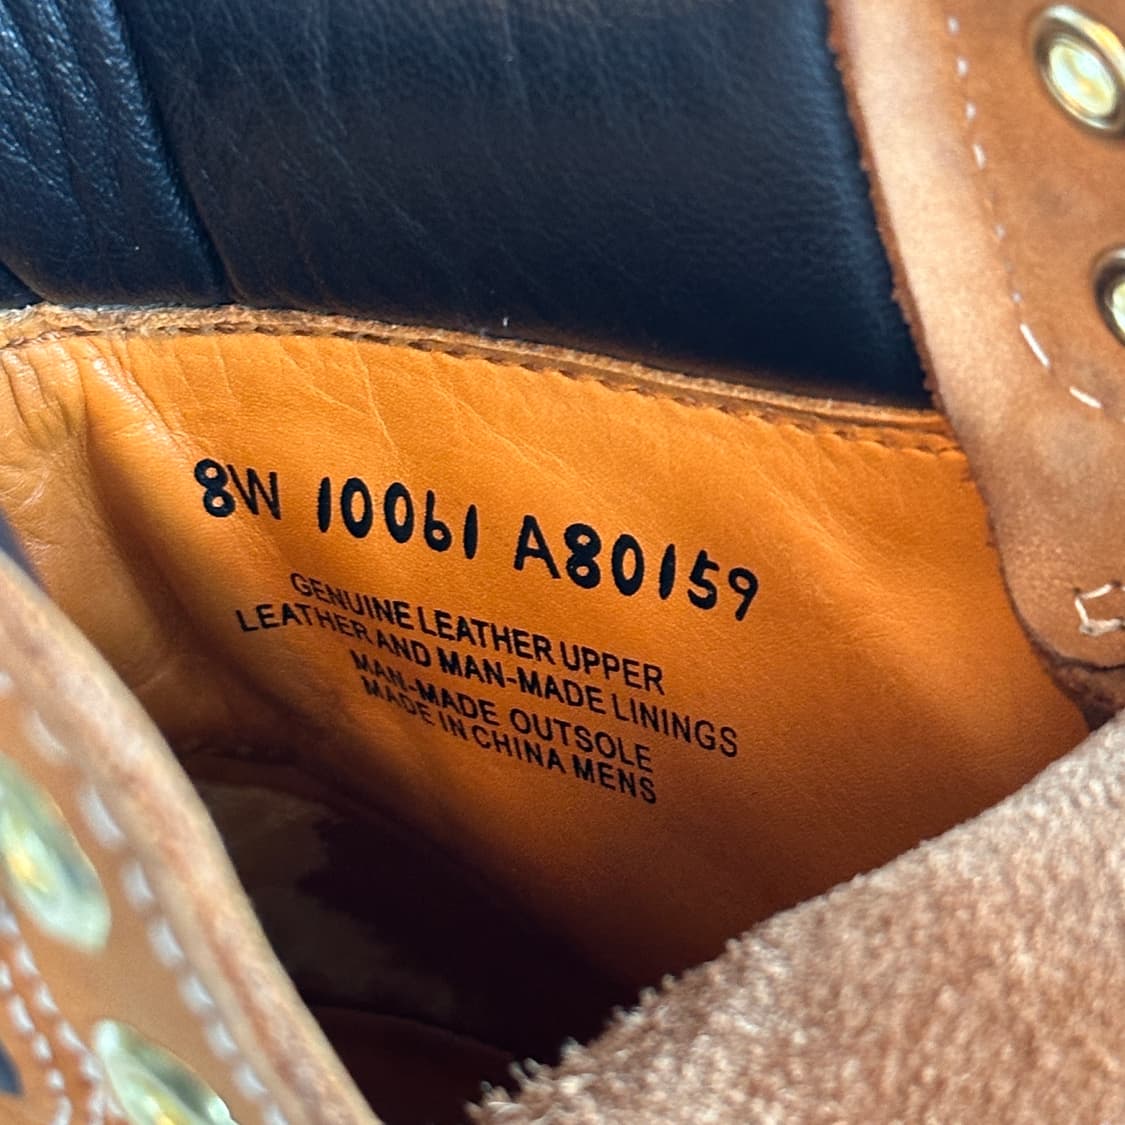 8W 10061 A80159
GENUINE LEATHER UPPER
LEATHER AND MAN-MADE LININGS
MAN-MADE OUTSOLE
MADE IN CHINA MENS